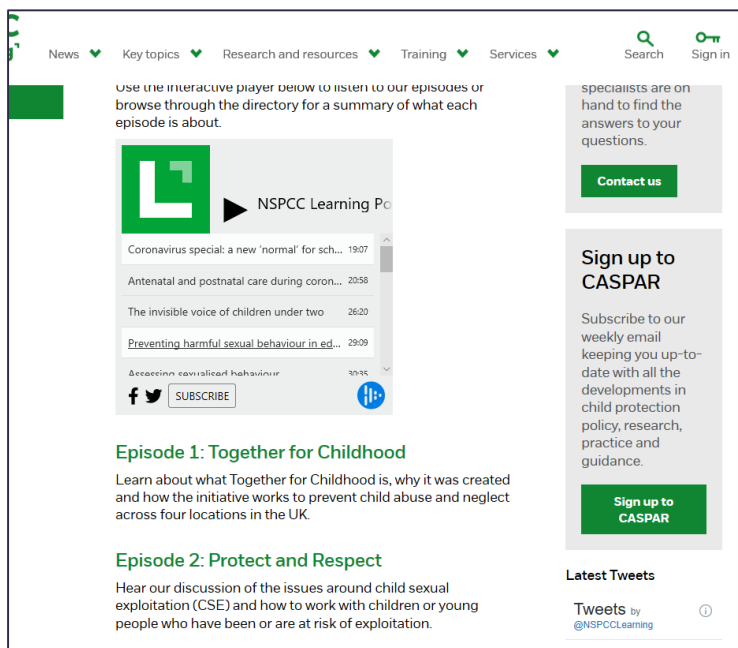 News
Key topics
Research and resources
Training
Services
Search
Sign in
Use the interactive player below to listen to our episodes or
browse through the directory for a summary of what each
episode is about.
NSPCC Learning Po
Coronavirus special: a new ‘normal’ for sch... 19:07
Antenatal and postnatal care during coron... 20:58
The invisible voice of children under two 26:20
Preventing harmful sexual behaviour in ed... 29:09
Assessing sexualised behaviour 30:35
SUBSCRIBE
Episode 1: Together for Childhood
Learn about what Together for Childhood is, why it was created
and how the initiative works to prevent child abuse and neglect
across four locations in the UK.
Episode 2: Protect and Respect
Hear our discussion of the issues around child sexual
exploitation (CSE) and how to work with children or young
people who have been or are at risk of exploitation.
specialists are on
hand to find the
answers to your
questions.
Contact us
Sign up to
CASPAR
Subscribe to our
weekly email
keeping you up-to-
date with all the
developments in
child protection
policy, research,
practice and
guidance.
Sign up to
CASPAR
Latest Tweets
Tweets by
@NSPCCLearning